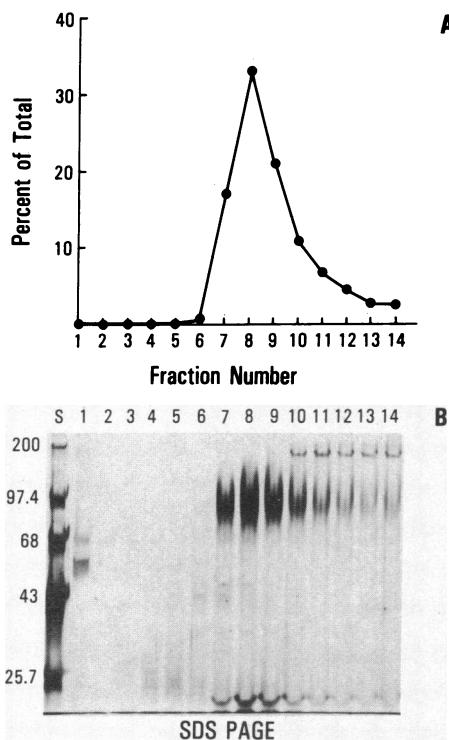 A
40
30
20
10
Percent of Total
1 2 3 4 5 6 7 8 9 10 11 12 13 14
Fraction Number
B
S 1 2 3 4 5 6 7 8 9 10 11 12 13 14
200
97.4
68
43
25.7
SDS PAGE